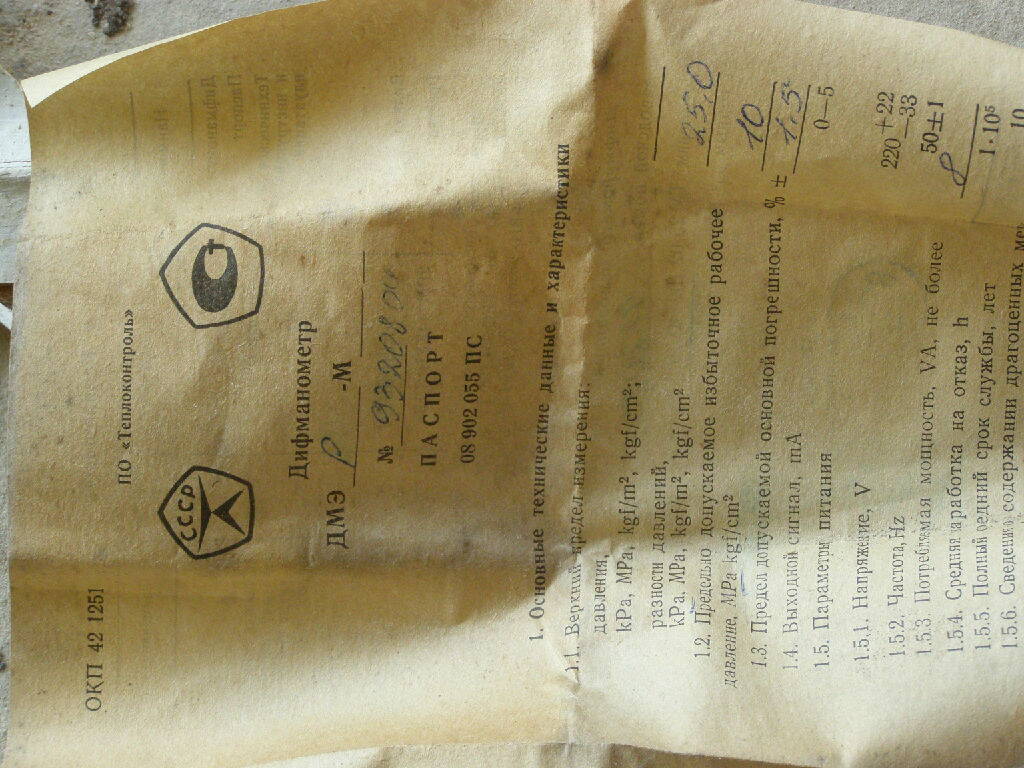 ОКП 42 1251
ПО «Теплоконтроль»
СССР
Дифманометр
ДМЭ Р -М
№ 9320804
ПАСПОРТ
08 902 055 ПС
1. Основные технические данные и характеристики
1.1. Верхний предел измерения:
давления,
kPa, MPa, kgf/m², kgf/cm²;
разности давлений,
kPa, MPa, kgf/m², kgf/cm² 25,0
1.2. Предельно допускаемое избыточное рабочее
давление, MPa kgf/cm² 10
1.3. Предел допускаемой основной погрешности, % ± 1.5
1.4. Выходной сигнал, mA 0—5
1.5. Параметры питания
1.5.1. Напряжение, V 220 +22 −33
1.5.2. Частота, Hz 50±1
1.5.3. Потребляемая мощность, VA, не более 8
1.5.4. Средняя наработка на отказ, h 1·10⁵
1.5.5. Полный средний срок службы, лет 10
1.5.6. Сведения о содержании драгоценных